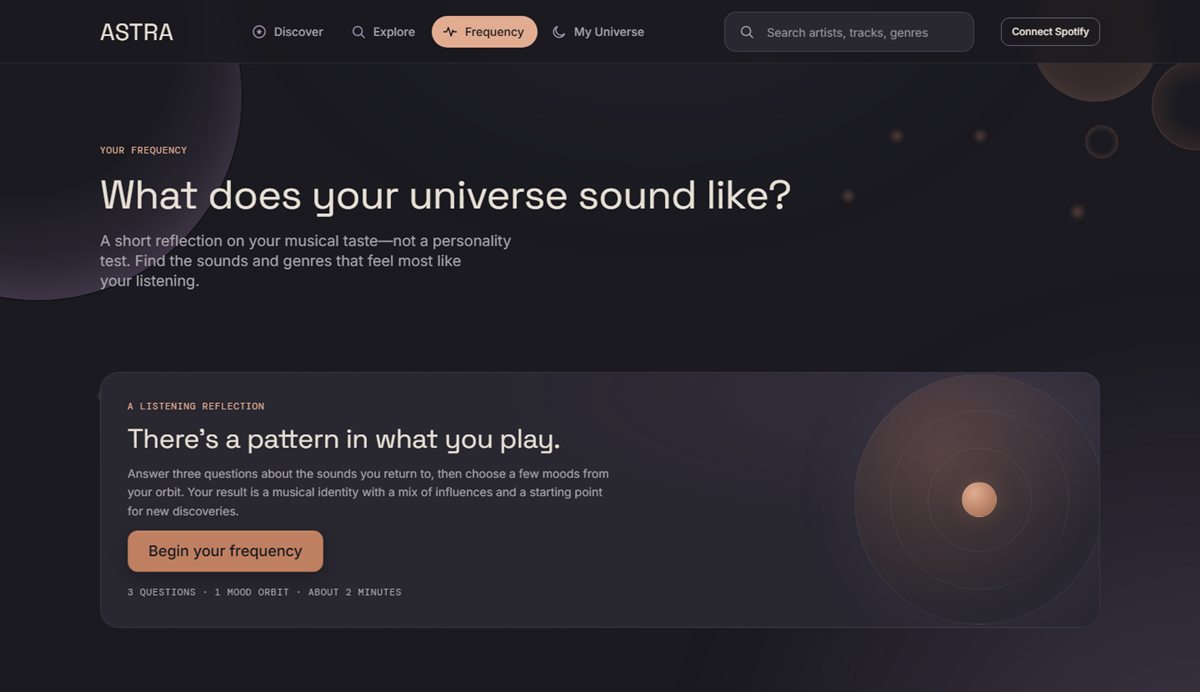 ASTRA
Discover
Explore
Frequency
My Universe
Search artists, tracks, genres
Connect Spotify
YOUR FREQUENCY
What does your universe sound like?
A short reflection on your musical taste—not a personality
test. Find the sounds and genres that feel most like
your listening.
A LISTENING REFLECTION
There’s a pattern in what you play.
Answer three questions about the sounds you return to, then choose a few moods from
your orbit. Your result is a musical identity with a mix of influences and a starting point
for new discoveries.
Begin your frequency
3 QUESTIONS · 1 MOOD ORBIT · ABOUT 2 MINUTES